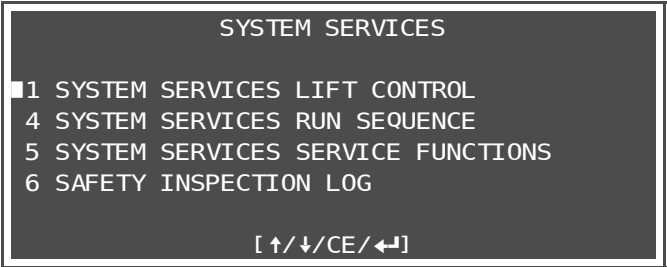 SYSTEM SERVICES
1 SYSTEM SERVICES LIFT CONTROL
4 SYSTEM SERVICES RUN SEQUENCE
5 SYSTEM SERVICES SERVICE FUNCTIONS
6 SAFETY INSPECTION LOG
[↑/↓/CE/↵]